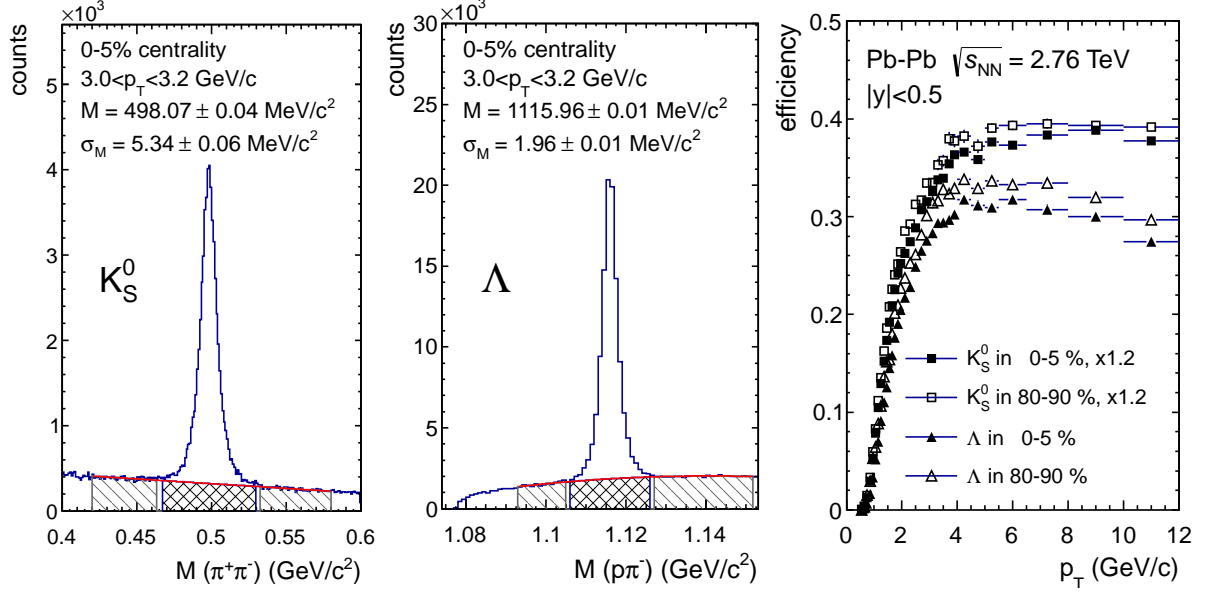 ×10³
counts
0-5% centrality
3.0<p_T<3.2 GeV/c
M = 498.07 ± 0.04 MeV/c²
σ_M = 5.34 ± 0.06 MeV/c²
K⁰_S
5
4
3
2
1
0
0.4 0.45 0.5 0.55 0.6
M (π⁺π⁻) (GeV/c²)
30 ×10³
counts
0-5% centrality
3.0<p_T<3.2 GeV/c
M = 1115.96 ± 0.01 MeV/c²
σ_M = 1.96 ± 0.01 MeV/c²
Λ
25
20
15
10
5
0
1.08 1.1 1.12 1.14
M (pπ⁻) (GeV/c²)
efficiency
Pb-Pb √s_NN = 2.76 TeV
|y|<0.5
0.5
0.4
0.3
0.2
0.1
0
K⁰_S in 0-5 %, x1.2
K⁰_S in 80-90 %, x1.2
Λ in 0-5 %
Λ in 80-90 %
0 2 4 6 8 10 12
p_T (GeV/c)